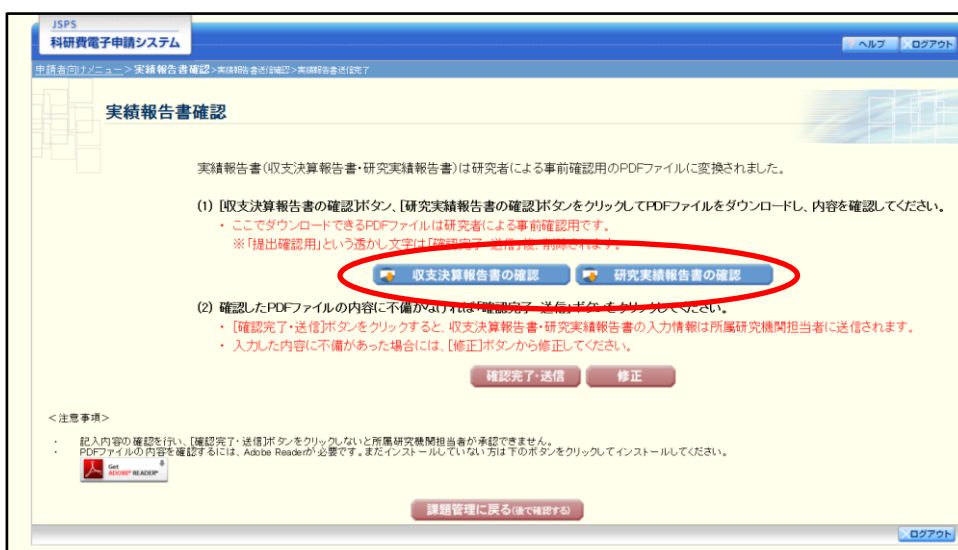 JSPS
科研費電子申請システム
ヘルプ
ログアウト
申請者向けメニュー>実績報告書確認>実績報告書送信確認>実績報告書送信完了
実績報告書確認
実績報告書(収支決算報告書・研究実績報告書)は研究者による事前確認用のPDFファイルに変換されました。
(1) [収支決算報告書の確認]ボタン、[研究実績報告書の確認]ボタンをクリックしてPDFファイルをダウンロードし、内容を確認してください。
・ ここでダウンロードできるPDFファイルは研究者による事前確認用です。
※「提出確認用」という透かし文字は「確認完了・送信」後、削除されます。
収支決算報告書の確認
研究実績報告書の確認
(2) 確認したPDFファイルの内容に不備がなければ「確認完了・送信」ボタンをクリックしてください。
・ [確認完了・送信]ボタンをクリックすると、収支決算報告書・研究実績報告書の入力情報は所属研究機関担当者に送信されます。
・ 入力した内容に不備があった場合には、[修正]ボタンから修正してください。
確認完了・送信
修正
<注意事項>
・ 記入内容の確認を行い、[確認完了・送信]ボタンをクリックしないと所属研究機関担当者が承認できません。
・ PDFファイルの内容を確認するには、Adobe Readerが必要です。まだインストールしていない方は下のボタンをクリックしてインストールしてください。
Get
ADOBE® READER®
課題管理に戻る(後で確認する)
ログアウト